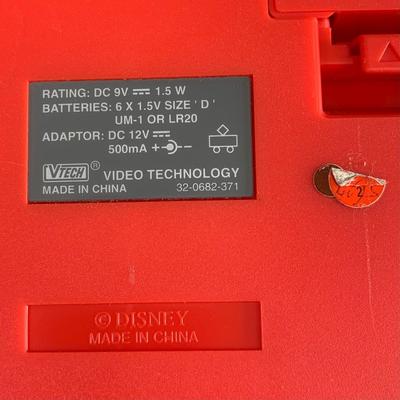 RATING: DC 9V ⎓ 1.5 W
BATTERIES: 6 X 1.5V SIZE ' D '
UM-1 OR LR20
ADAPTOR: DC 12V ⎓
500mA +
-
VTECH ® VIDEO TECHNOLOGY
MADE IN CHINA 32-0682-371
© DISNEY
MADE IN CHINA